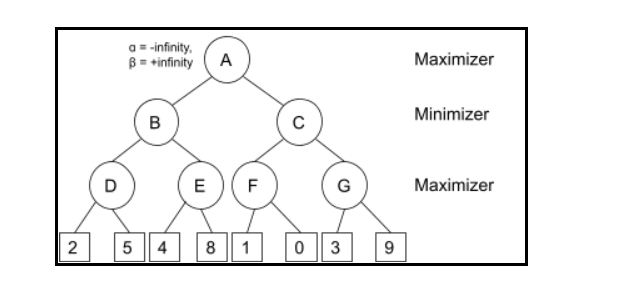 α = -infinity,
β = +infinity
A
Maximizer
B
C
Minimizer
D
E
F
G
Maximizer
2
5
4
8
1
0
3
9